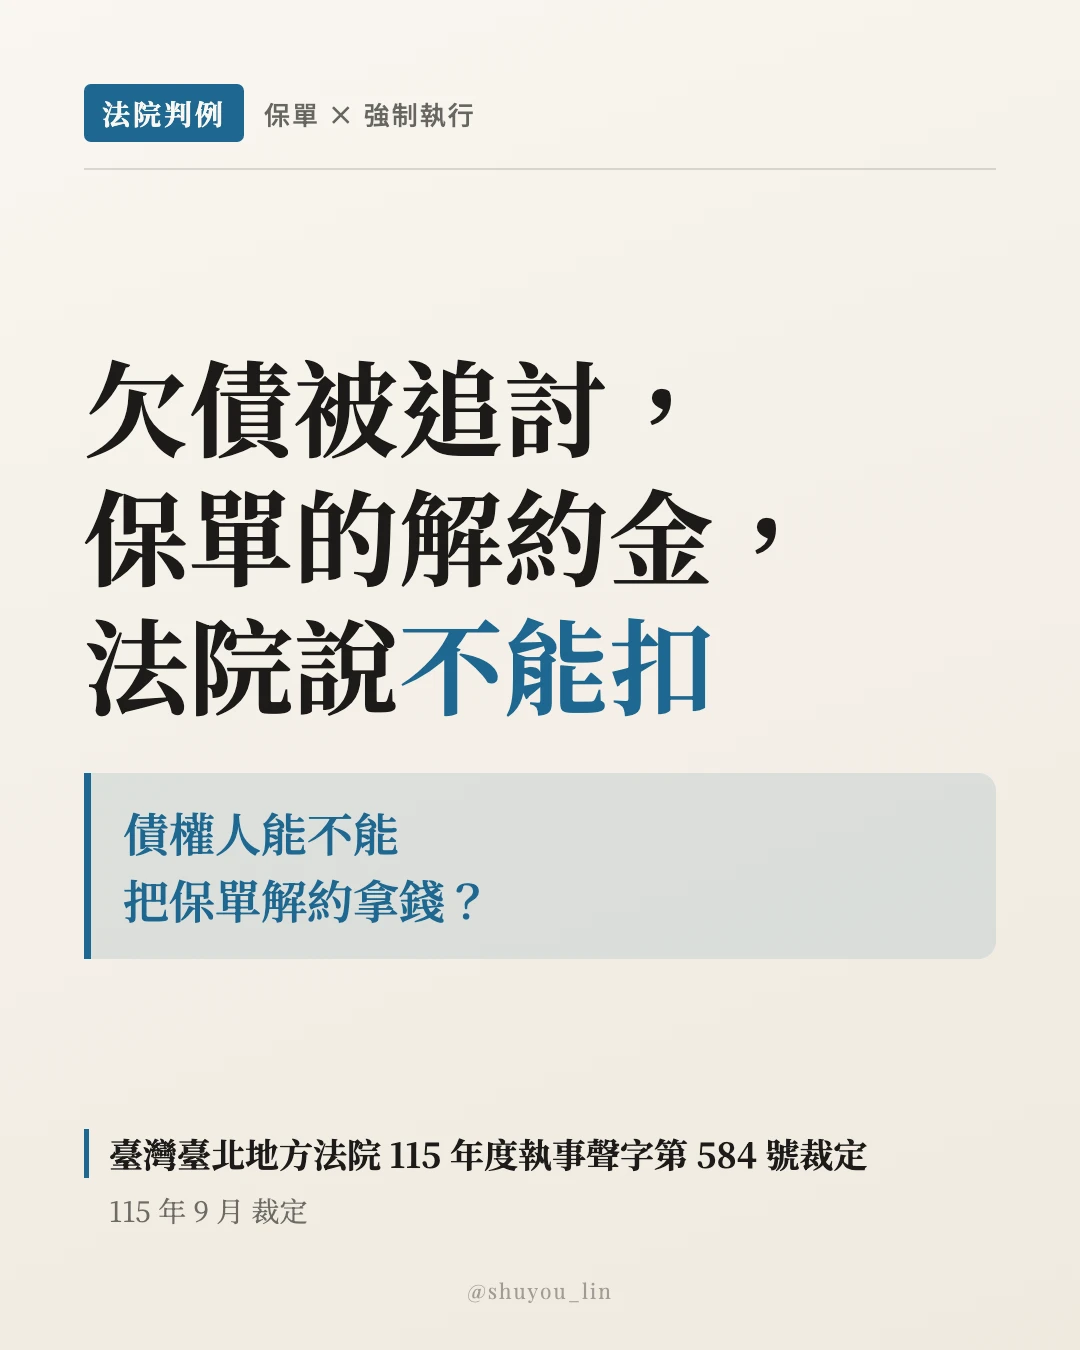 法院判例 保單 × 強制執行
欠債被追討，
保單的解約金，
法院說不能扣
債權人能不能
把保單解約拿錢？
臺灣臺北地方法院 115 年度執事聲字第 584 號裁定
115 年 9 月 裁定
@shuyou_lin